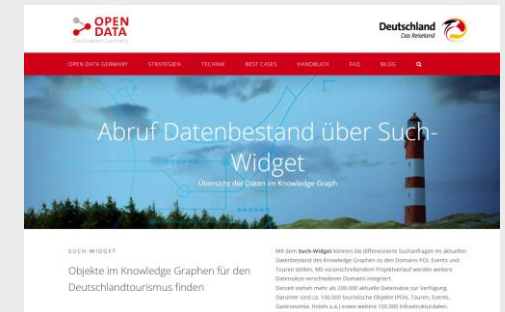 OPEN
DATA
Destination Germany
Deutschland
Das Reiseland
OPEN DATA GERMANY STRATEGIEN TECHNIK BEST CASES HANDBUCH FAQ BLOG
Abruf Datenbestand über Such-
Widget
Übersicht der Daten im Knowledge Graph
SUCH-WIDGET
Objekte im Knowledge Graphen für den
Deutschlandtourismus finden
Mit dem Such-Widget können Sie differenzierte Suchanfragen im aktuellen
Datenbestand des Knowledge Graphen zu den Domains POI, Events und
Touren stellen. Mit voranschreitendem Projektverlauf werden weitere
Datensätze verschiedener Domains integriert.
Derzeit stehen mehr als 200.000 aktuelle Datensätze zur Verfügung.
Darunter sind ca. 100.000 touristische Objekte (POIs, Touren, Events,
Gastronomie, Hotels u.a.) sowie weitere 100.000 Infrastrukturdaten.